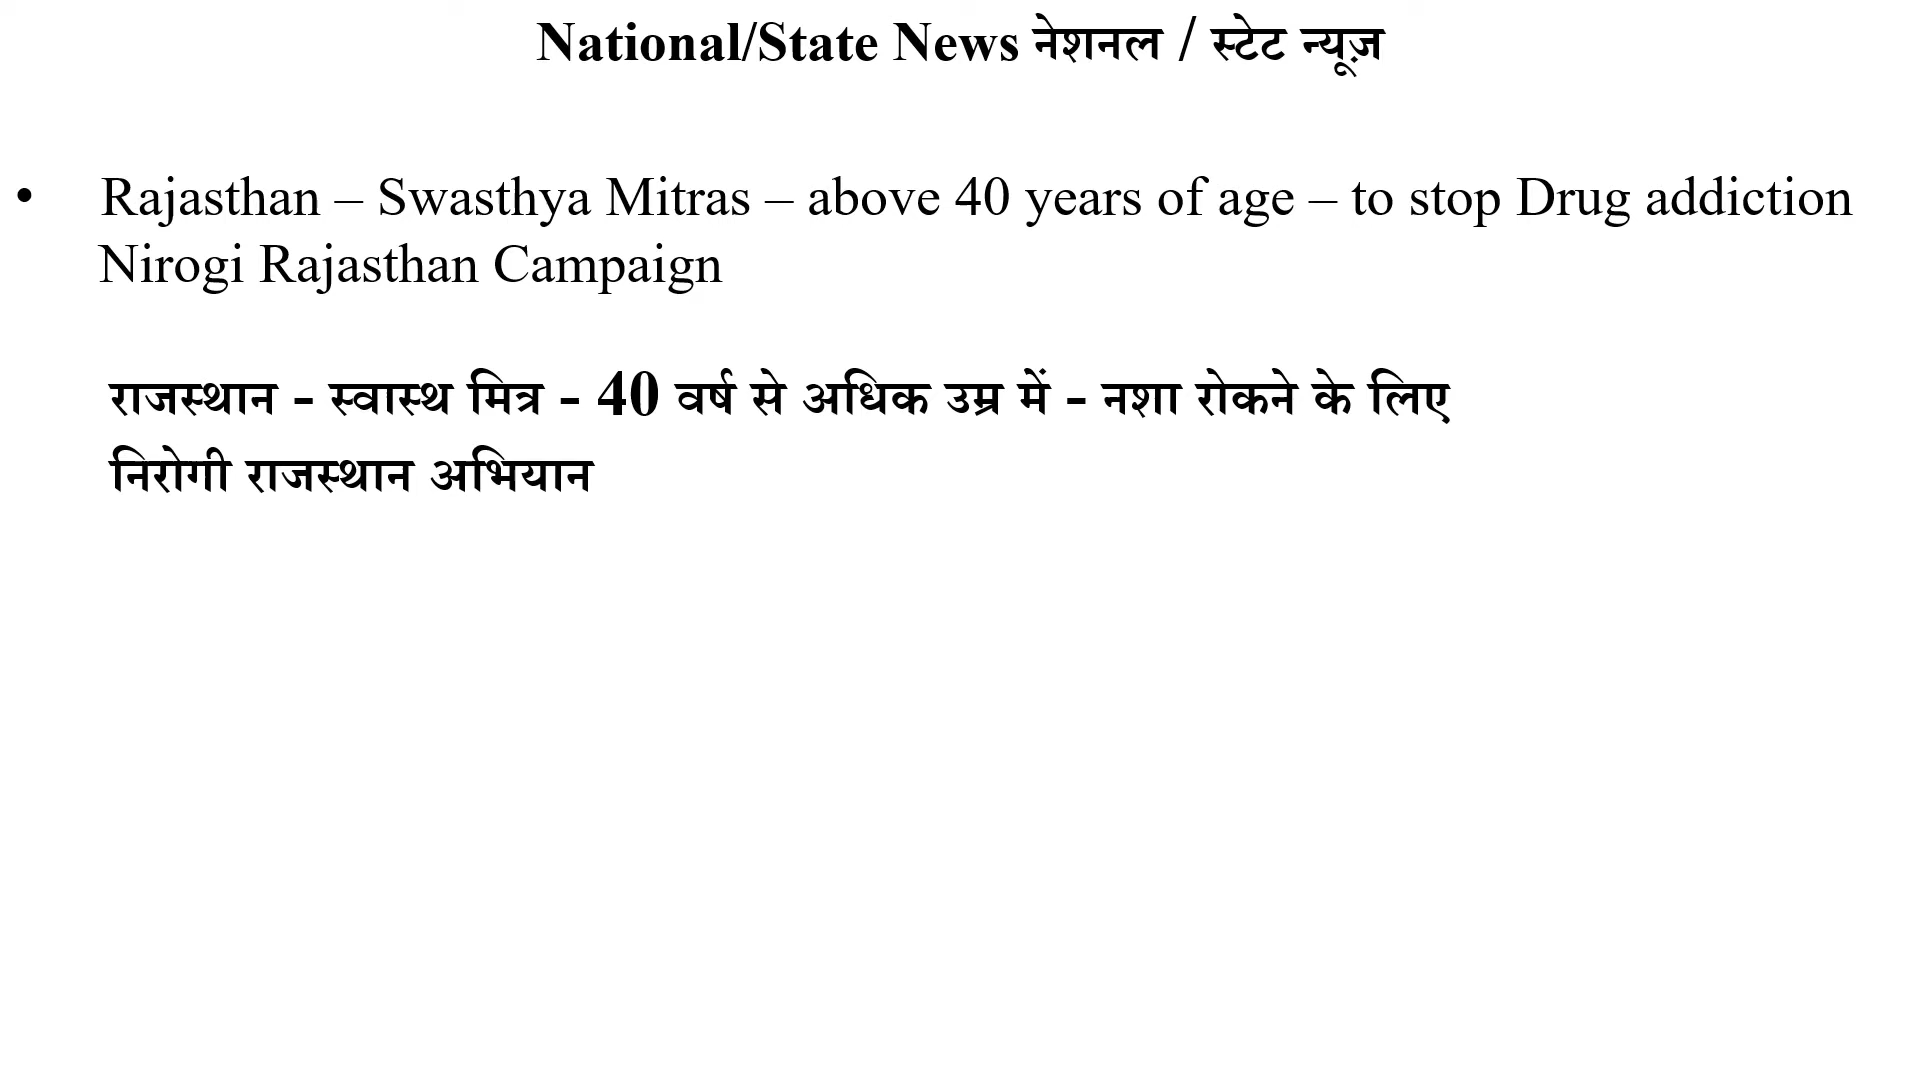 National/State News नेशनल / स्टेट न्यूज़
• Rajasthan – Swasthya Mitras – above 40 years of age – to stop Drug addiction
Nirogi Rajasthan Campaign
राजस्थान - स्वास्थ मित्र - 40 वर्ष से अधिक उम्र में - नशा रोकने के लिए
निरोगी राजस्थान अभियान